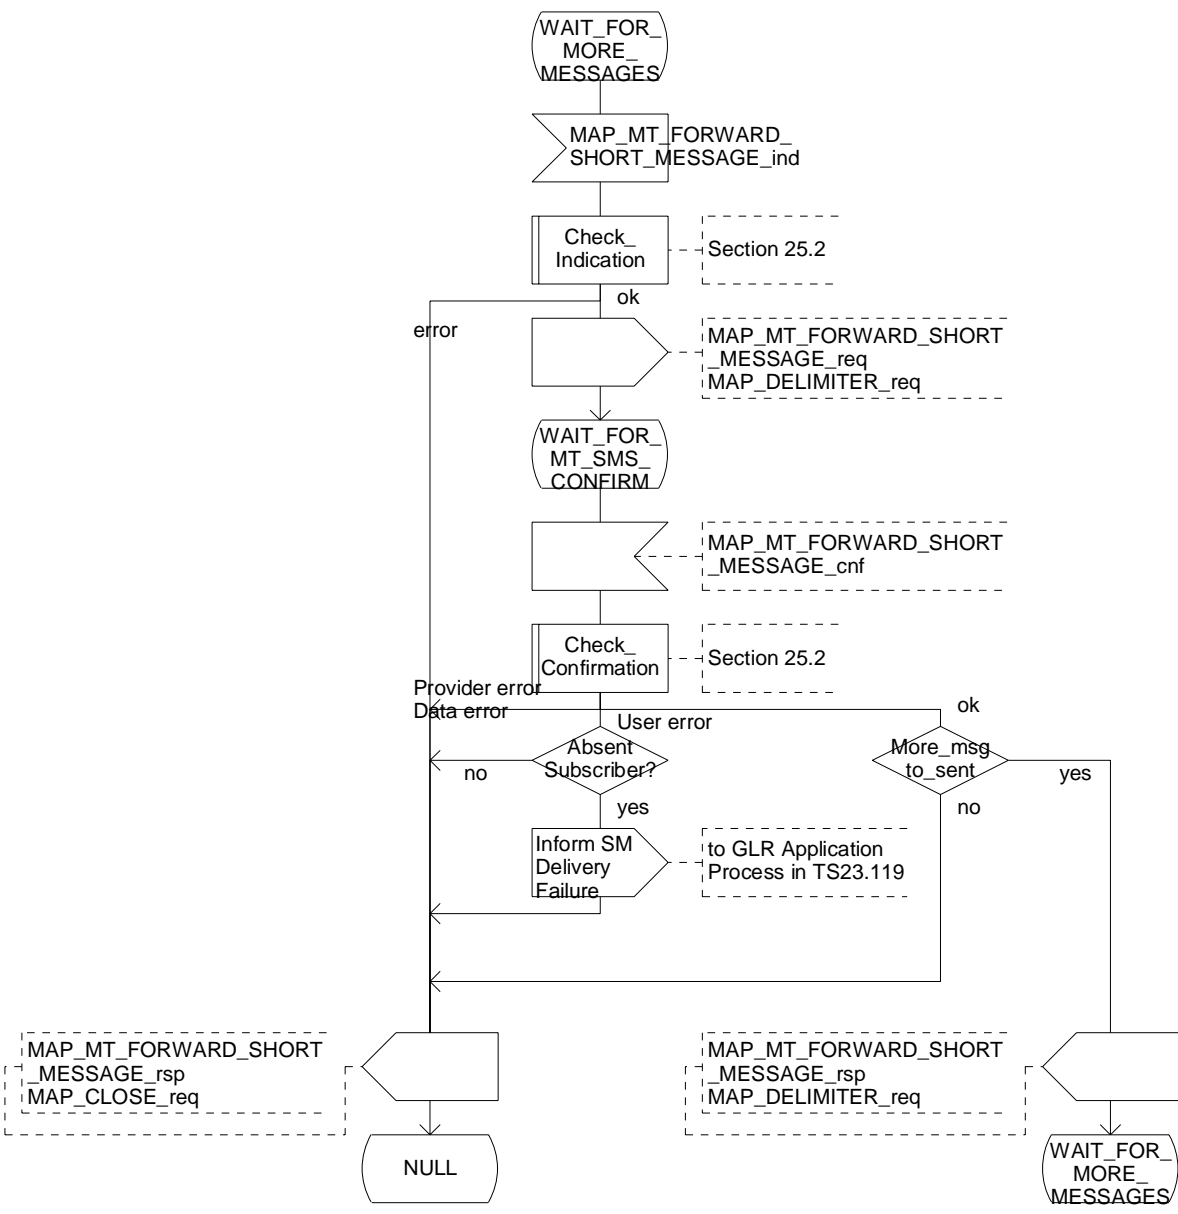 WAIT_FOR_
MORE_
MESSAGES
MAP_MT_FORWARD_
SHORT_MESSAGE_ind
Check_
Indication
Section 25.2
ok
error
MAP_MT_FORWARD_SHORT
_MESSAGE_req
MAP_DELIMITER_req
WAIT_FOR_
MT_SMS_
CONFIRM
MAP_MT_FORWARD_SHORT
_MESSAGE_cnf
Check_
Confirmation
Section 25.2
Provider error
Data error
User error
ok
Absent
Subscriber?
no
yes
More_msg
to_sent
yes
no
Inform SM
Delivery
Failure
to GLR Application
Process in TS23.119
MAP_MT_FORWARD_SHORT
_MESSAGE_rsp
MAP_CLOSE_req
MAP_MT_FORWARD_SHORT
_MESSAGE_rsp
MAP_DELIMITER_req
NULL
WAIT_FOR_
MORE_
MESSAGES